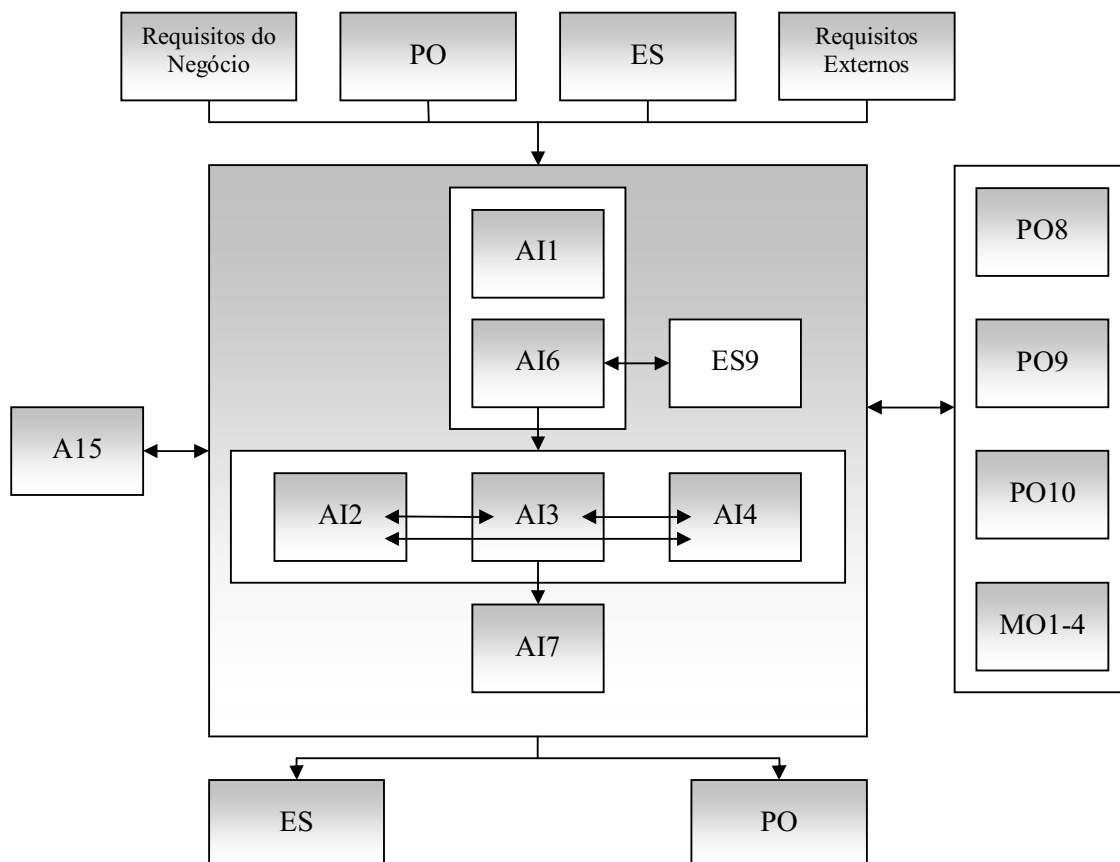 Requisitos do
Negócio
PO
ES
Requisitos
Externos
AI1
PO8
AI6
ES9
PO9
A15
AI2
AI3
AI4
PO10
AI7
MO1-4
ES
PO